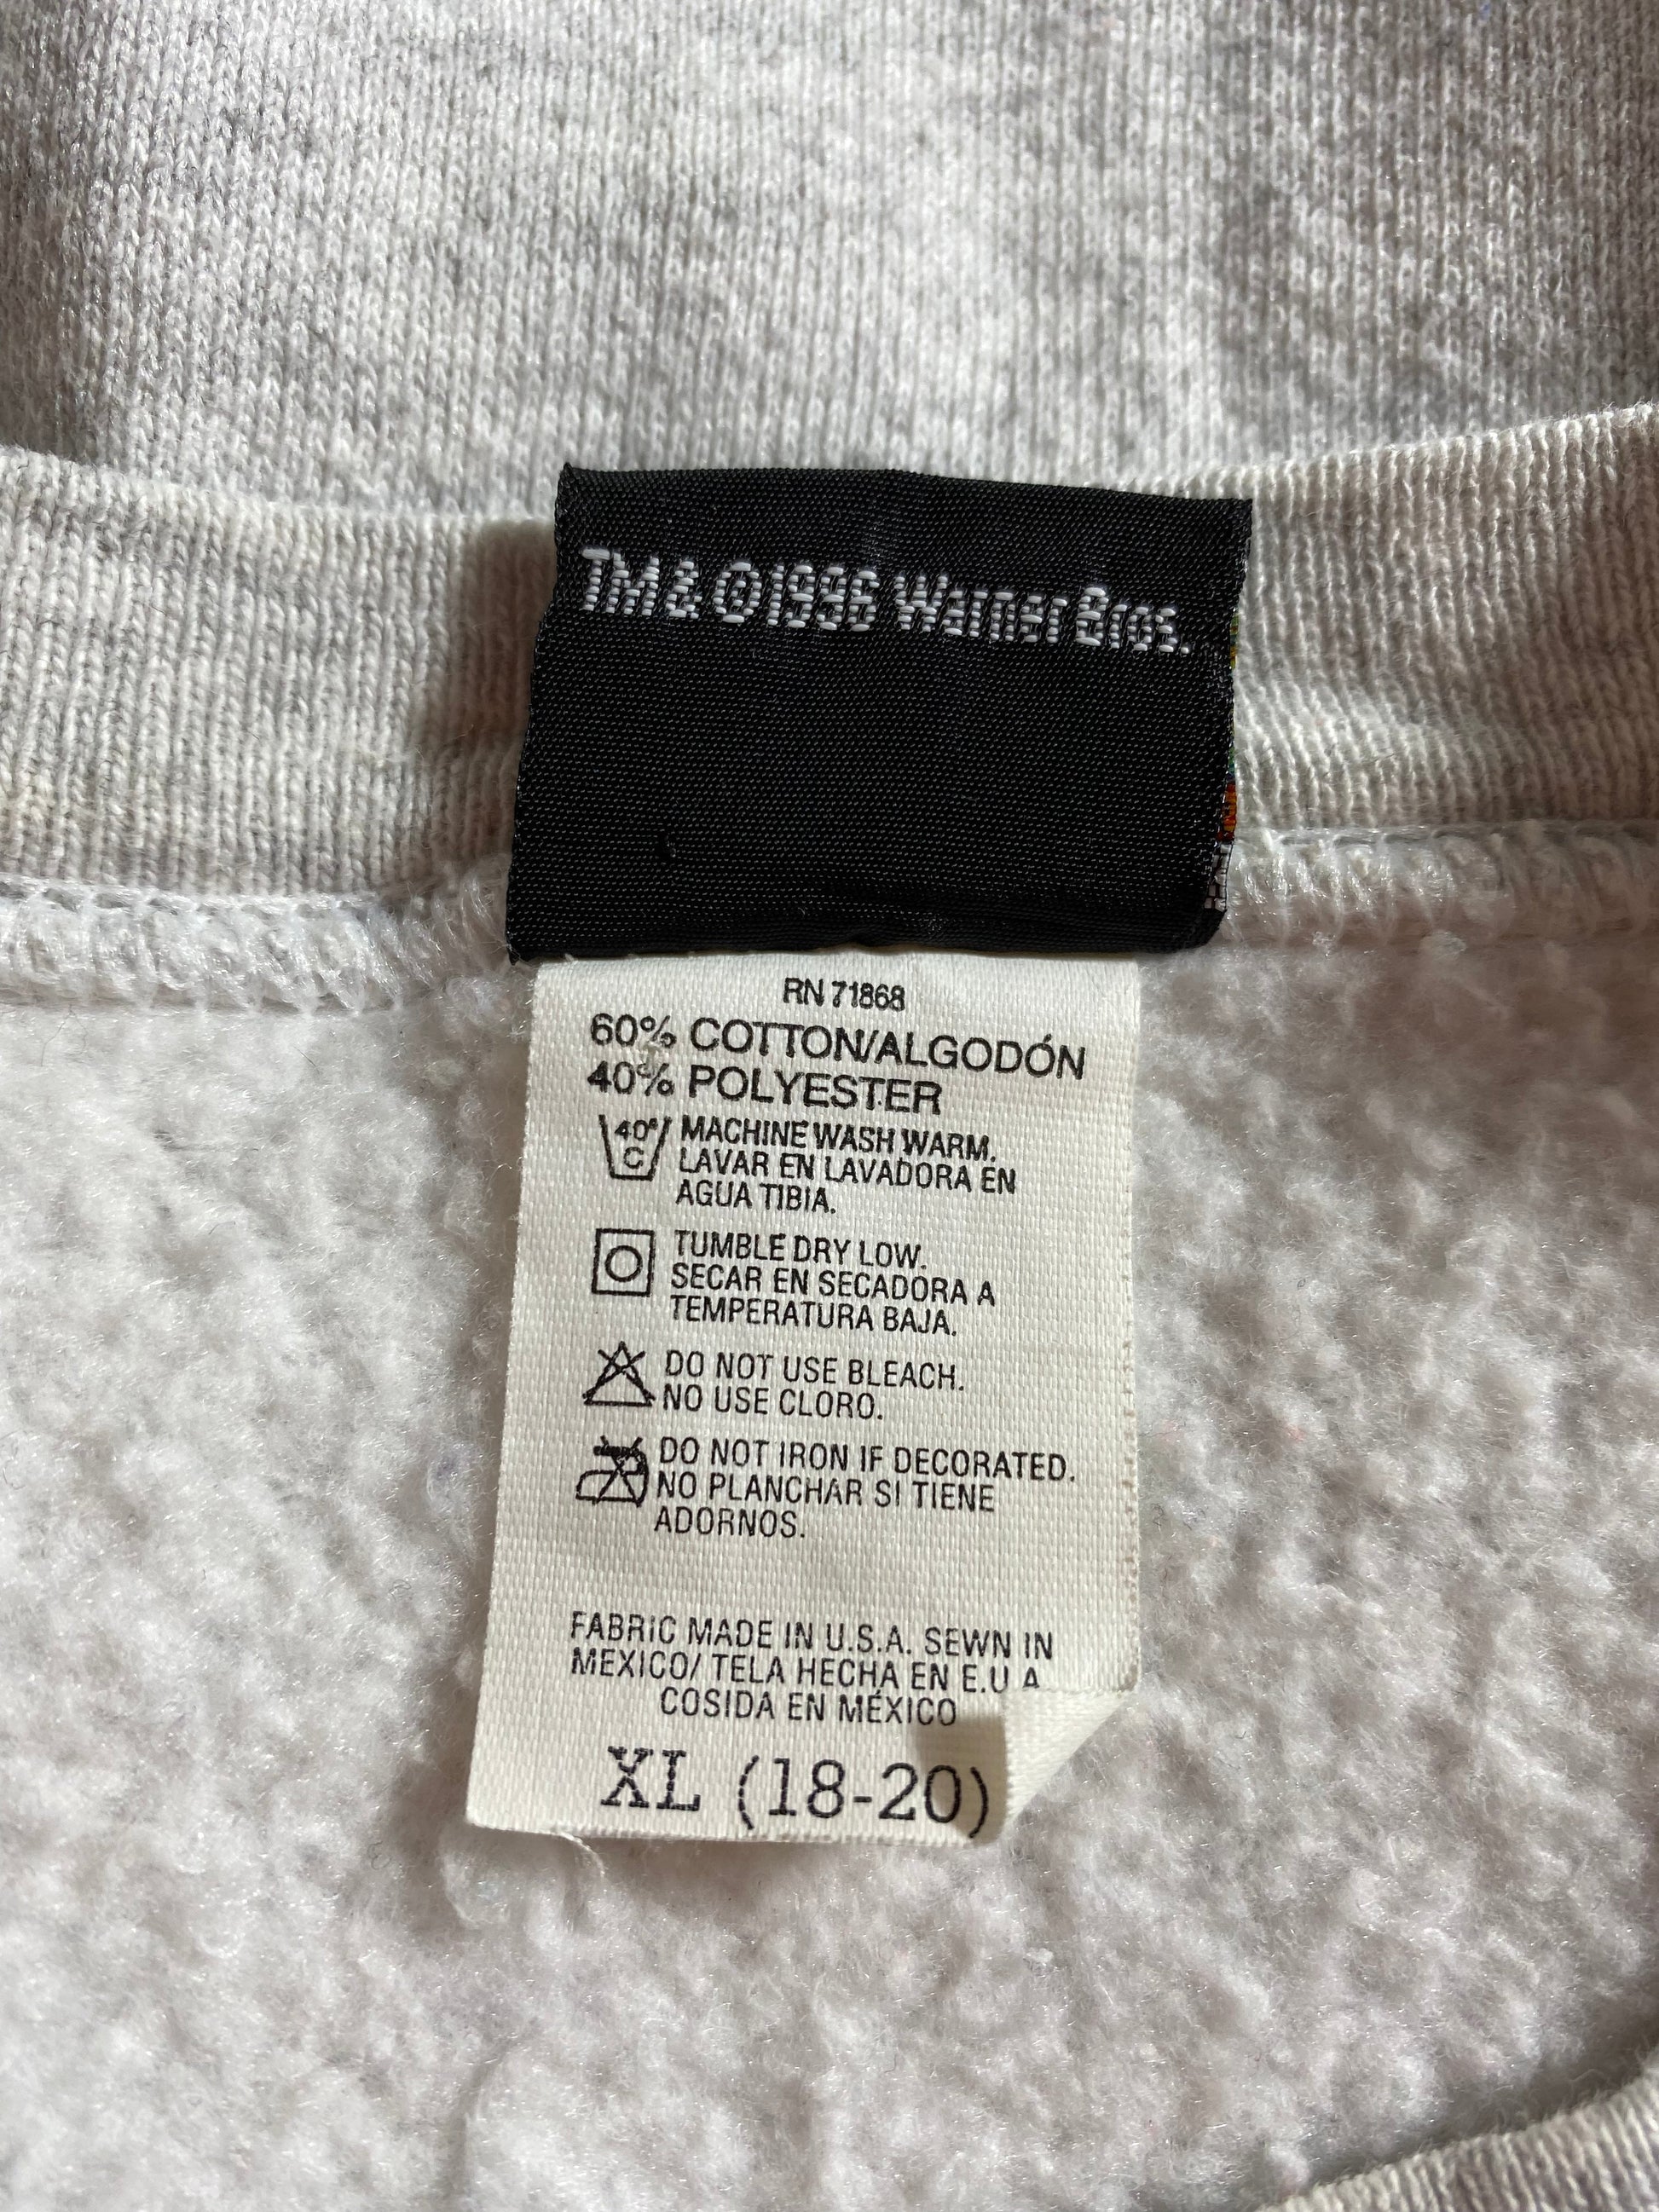 TM & ©1996 Warner Bros.
RN 71868
60% COTTON/ALGODÓN
40% POLYESTER
40° C
MACHINE WASH WARM.
LAVAR EN LAVADORA EN
AGUA TIBIA.
TUMBLE DRY LOW.
SECAR EN SECADORA A
TEMPERATURA BAJA.
DO NOT USE BLEACH.
NO USE CLORO.
DO NOT IRON IF DECORATED.
NO PLANCHAR SI TIENE
ADORNOS.
FABRIC MADE IN U.S.A. SEWN IN
MEXICO/ TELA HECHA EN E.U A
COSIDA EN MÉXICO
XL (18-20)